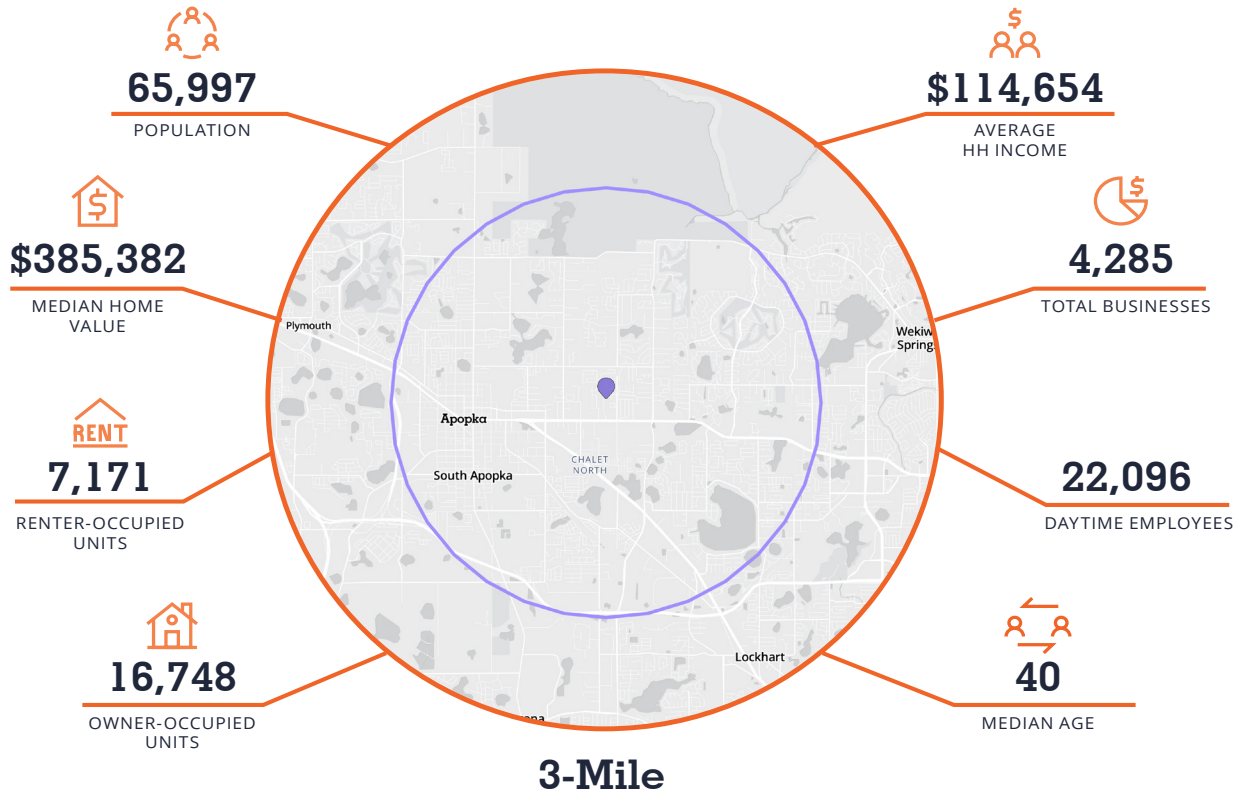 65,997
POPULATION
$114,654
AVERAGE
HH INCOME
$385,382
MEDIAN HOME
VALUE
$
4,285
TOTAL BUSINESSES
RENT
7,171
RENTER-OCCUPIED
UNITS
22,096
DAYTIME EMPLOYEES
16,748
OWNER-OCCUPIED
UNITS
40
MEDIAN AGE
Plymouth
Wekiw
Spring
Apopka
CHALET
NORTH
South Apopka
Lockhart
3-Mile